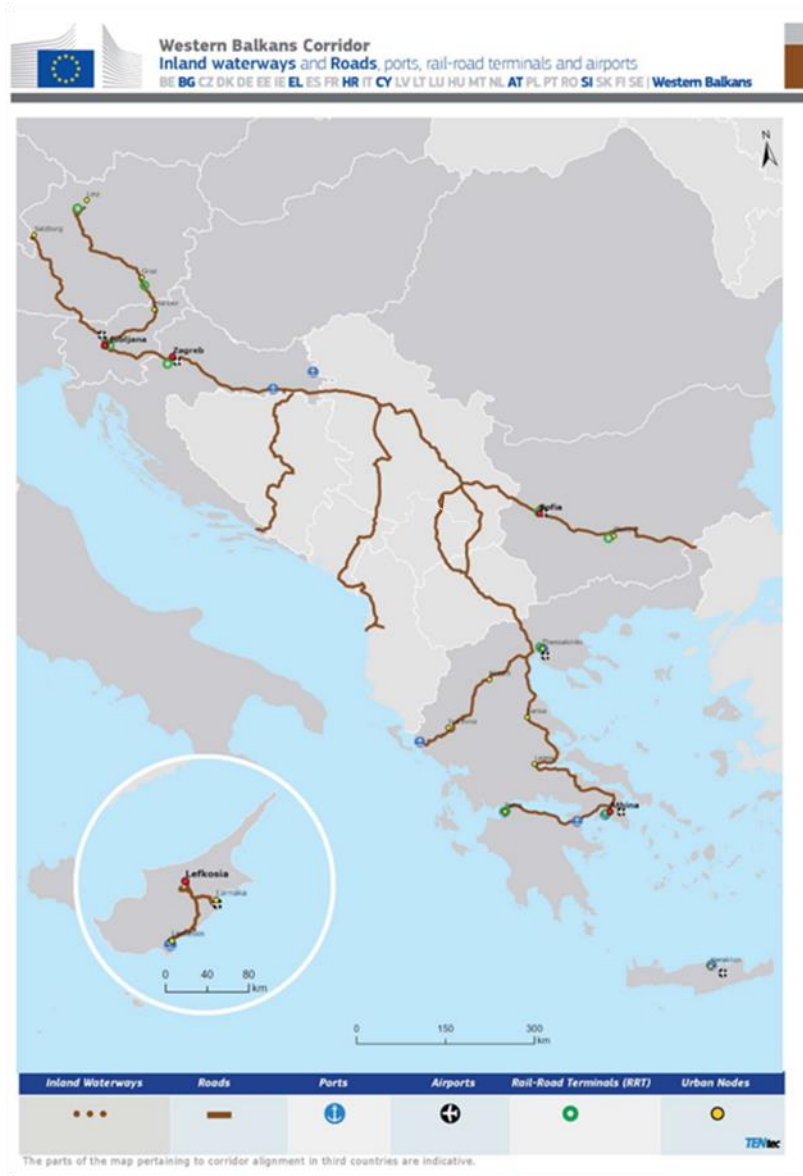 Western Balkans Corridor
Inland waterways and Roads, ports, rail-road terminals and airports
BE BG CZ DK DE EE IE EL ES FR HR IT CY LV LT LU HU MT NL AT PL PT RO SI SK FI SE | Western Balkans
N
Linz
Salzburg
Graz
Maribor
Ljubljana
Zagreb
Sofia
Thessaloniki
Larisa
Athina
Lefkosia
Larnaka
Heraklion
0 40 80
km
0 150 300
km
Inland Waterways Roads Ports Airports Rail-Road Terminals (RRT) Urban Nodes
TENtec
The parts of the map pertaining to corridor alignment in third countries are indicative.